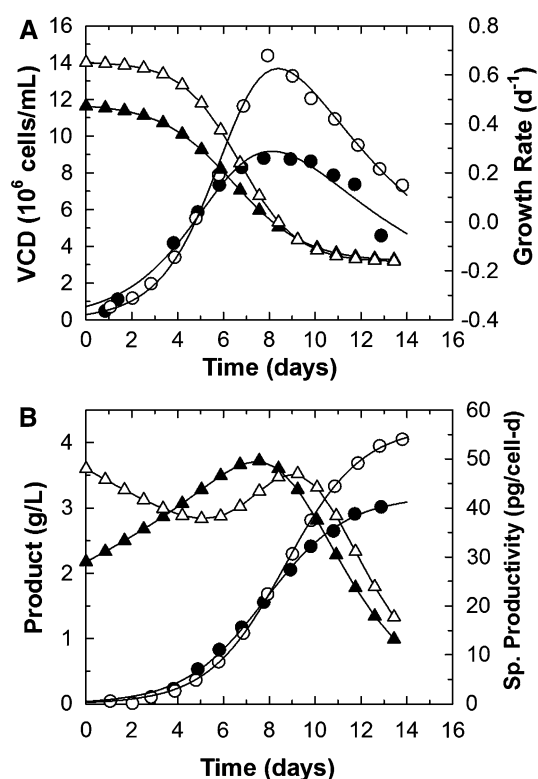 A
16
14
12
10
8
6
4
2
0
VCD (10⁶ cells/mL)
0.8
0.6
0.4
0.2
0.0
-0.2
-0.4
Growth Rate (d⁻¹)
0 2 4 6 8 10 12 14 16
Time (days)
B
4
3
2
1
0
Product (g/L)
60
50
40
30
20
10
0
Sp. Productivity (pg/cell-d)
0 2 4 6 8 10 12 14 16
Time (days)